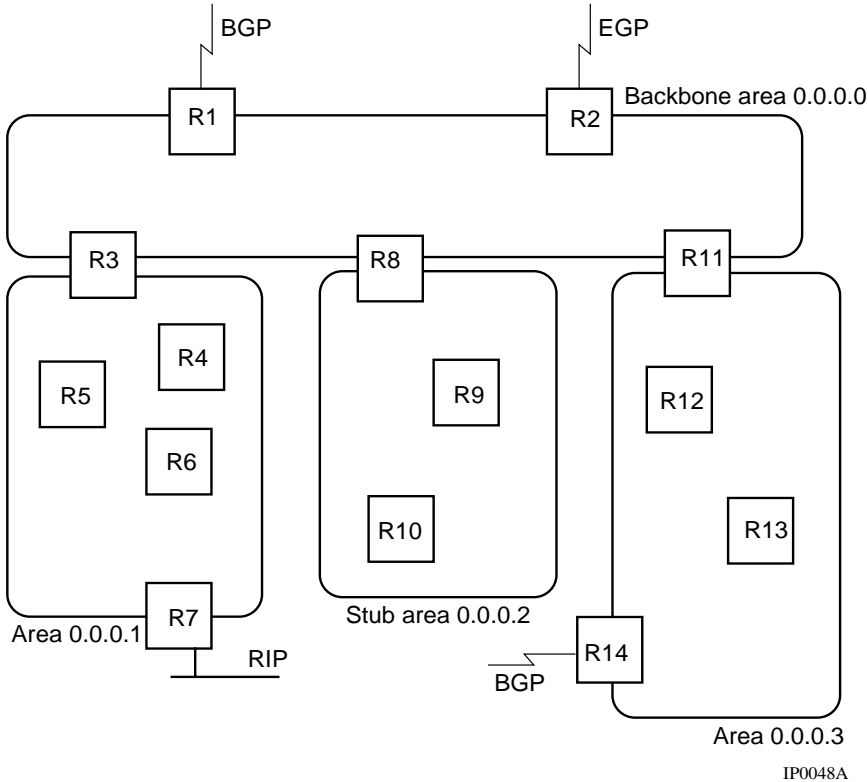 BGP
EGP
Backbone area 0.0.0.0
R1
R2
R3
R8
R11
R4
R5
R9
R12
R6
R10
R13
R7
Stub area 0.0.0.2
Area 0.0.0.1
RIP
R14
BGP
Area 0.0.0.3
IP0048A